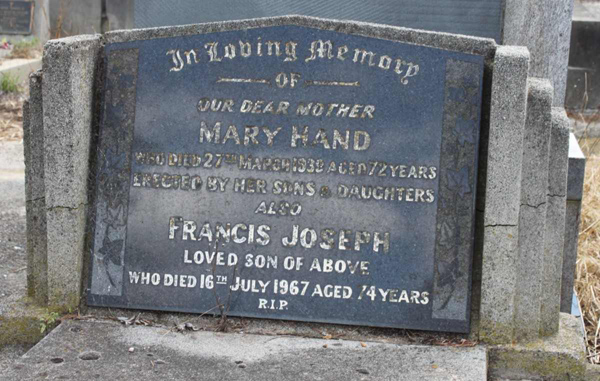 In Loving Memory
OF
OUR DEAR MOTHER
MARY HAND
WHO DIED 27TH MARCH 1939 AGED 72 YEARS
ERECTED BY HER SONS & DAUGHTERS
ALSO
FRANCIS JOSEPH
LOVED SON OF ABOVE
WHO DIED 16TH JULY 1967 AGED 74 YEARS
R.I.P.